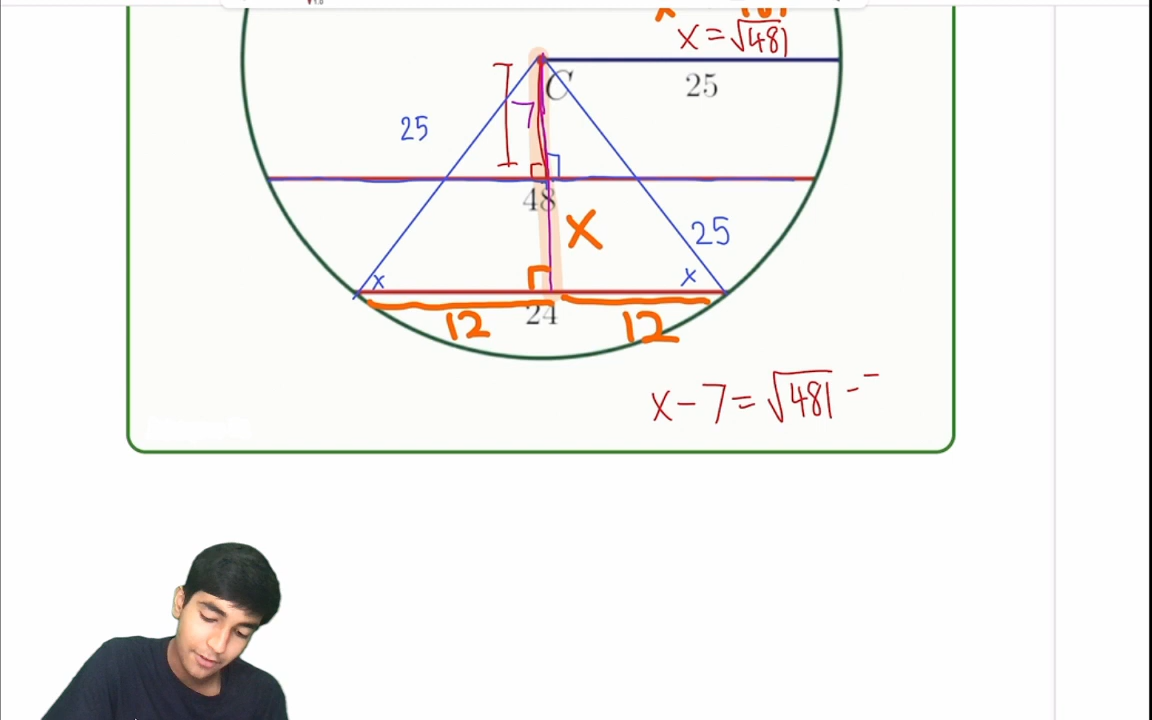 x = √481
C
25
7
25
48
X
25
x
x
12
24
12
x - 7 = √481 -